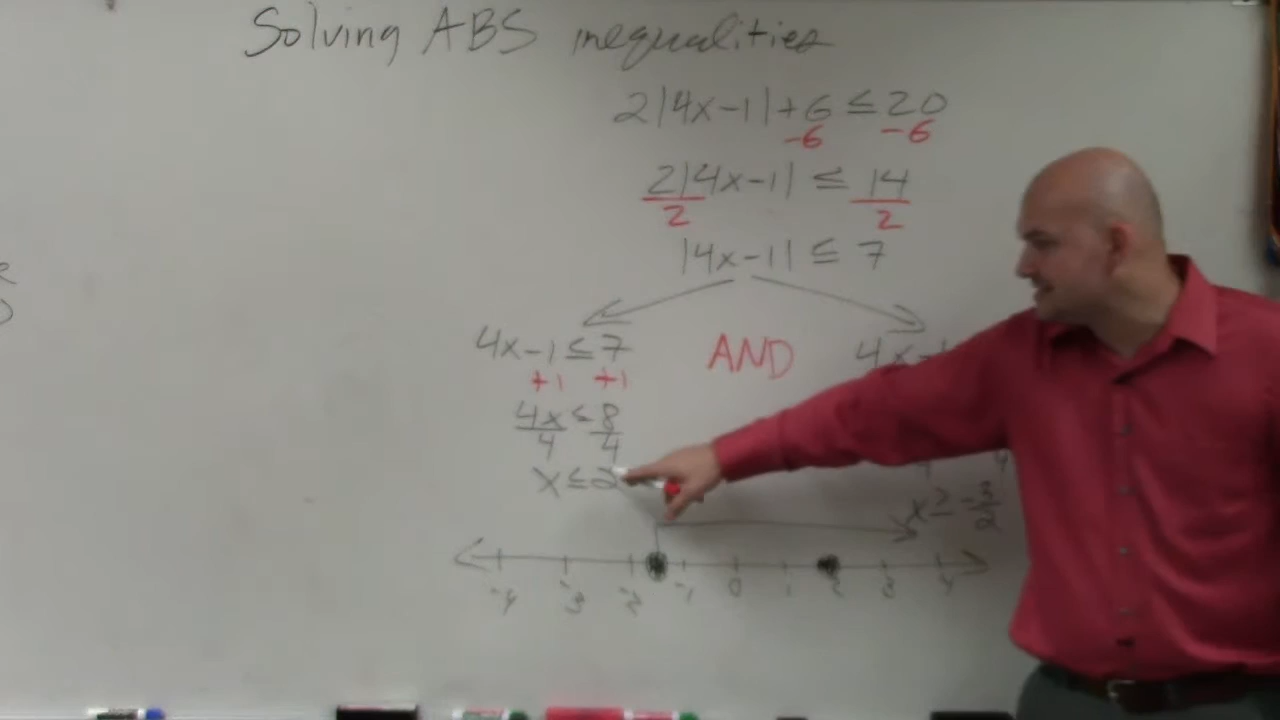 Solving ABS inequalities
2|4x-1|+6 ≤ 20
-6 -6
2|4x-1| ≤ 14
2 2
|4x-1| ≤ 7
4x-1 ≤ 7 AND 4x-1
+1 +1
4x ≤ 8
4 4
x ≤ 2
x ≥ -3/2
-4 -3 -2 -1 0 1 2 3 4